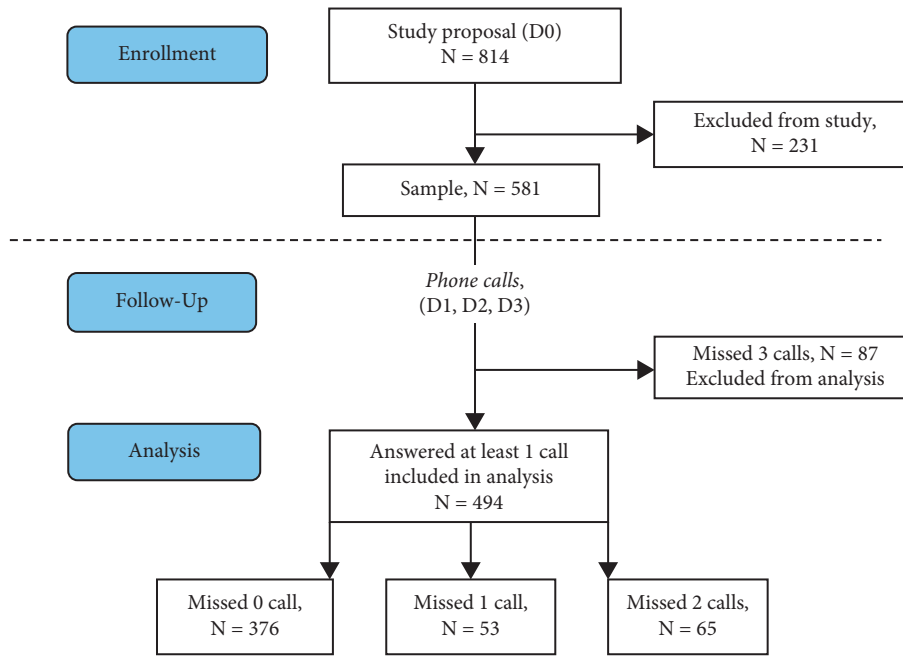 Enrollment
Study proposal (D0)
N = 814
Excluded from study,
N = 231
Sample, N = 581
Follow-Up
Phone calls,
(D1, D2, D3)
Missed 3 calls, N = 87
Excluded from analysis
Analysis
Answered at least 1 call
included in analysis
N = 494
Missed 0 call,
N = 376
Missed 1 call,
N = 53
Missed 2 calls,
N = 65